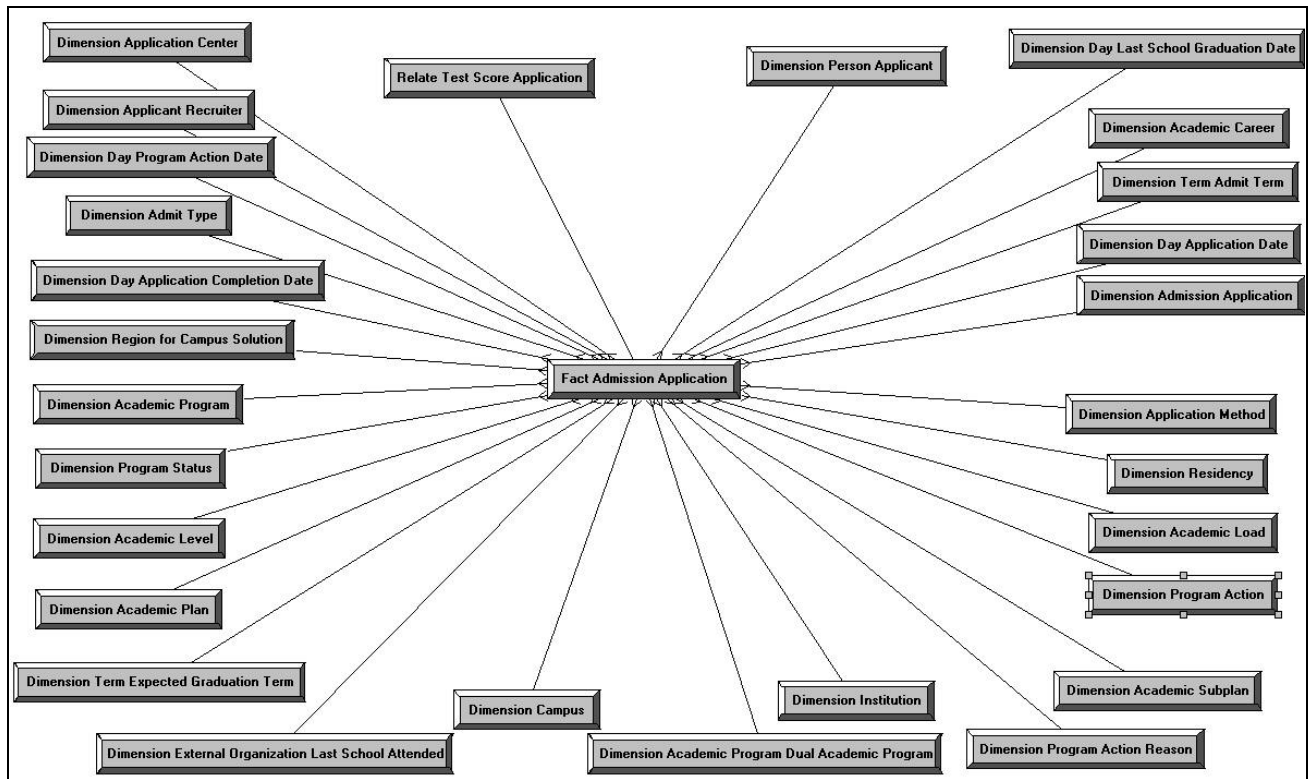 Dimension Application Center
Relate Test Score Application
Dimension Person Applicant
Dimension Day Last School Graduation Date
Dimension Applicant Recruiter
Dimension Academic Career
Dimension Day Program Action Date
Dimension Term Admit Term
Dimension Admit Type
Dimension Day Application Date
Dimension Day Application Completion Date
Dimension Admission Application
Dimension Region for Campus Solution
Fact Admission Application
Dimension Academic Program
Dimension Application Method
Dimension Program Status
Dimension Residency
Dimension Academic Level
Dimension Academic Load
Dimension Academic Plan
Dimension Program Action
Dimension Term Expected Graduation Term
Dimension Campus
Dimension Institution
Dimension Academic Subplan
Dimension External Organization Last School Attended
Dimension Academic Program Dual Academic Program
Dimension Program Action Reason